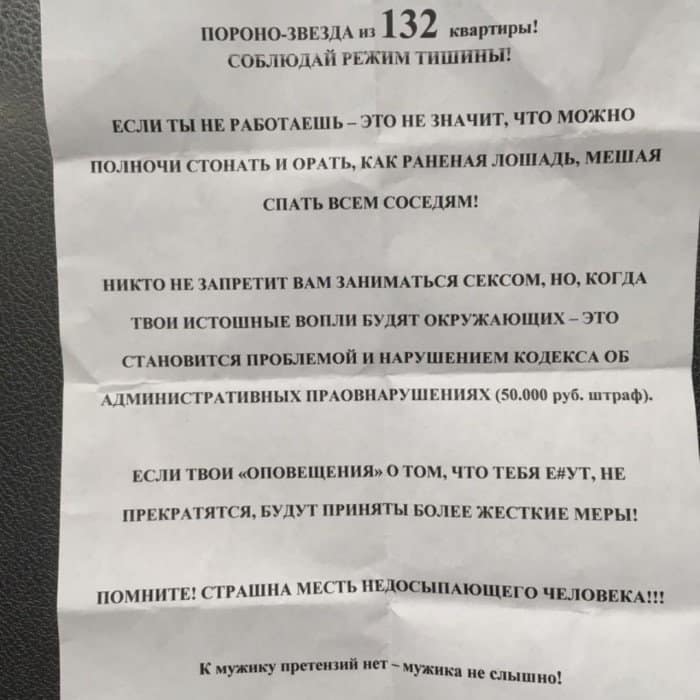 ПОРОНО-ЗВЕЗДА из 132 квартиры!
СОБЛЮДАЙ РЕЖИМ ТИШИНЫ!
ЕСЛИ ТЫ НЕ РАБОТАЕШЬ – ЭТО НЕ ЗНАЧИТ, ЧТО МОЖНО
ПОЛНОЧИ СТОНАТЬ И ОРАТЬ, КАК РАНЕНАЯ ЛОШАДЬ, МЕШАЯ
СПАТЬ ВСЕМ СОСЕДЯМ!
НИКТО НЕ ЗАПРЕТИТ ВАМ ЗАНИМАТЬСЯ СЕКСОМ, НО, КОГДА
ТВОИ ИСТОШНЫЕ ВОПЛИ БУДЯТ ОКРУЖАЮЩИХ – ЭТО
СТАНОВИТСЯ ПРОБЛЕМОЙ И НАРУШЕНИЕМ КОДЕКСА ОБ
АДМИНИСТРАТИВНЫХ ПРАОВНАРУШЕНИЯХ (50.000 руб. штраф).
ЕСЛИ ТВОИ «ОПОВЕЩЕНИЯ» О ТОМ, ЧТО ТЕБЯ Е#УТ, НЕ
ПРЕКРАТЯТСЯ, БУДУТ ПРИНЯТЫ БОЛЕЕ ЖЕСТКИЕ МЕРЫ!
ПОМНИТЕ! СТРАШНА МЕСТЬ НЕДОСЫПАЮЩЕГО ЧЕЛОВЕКА!!!
К мужику претензий нет – мужика не слышно!